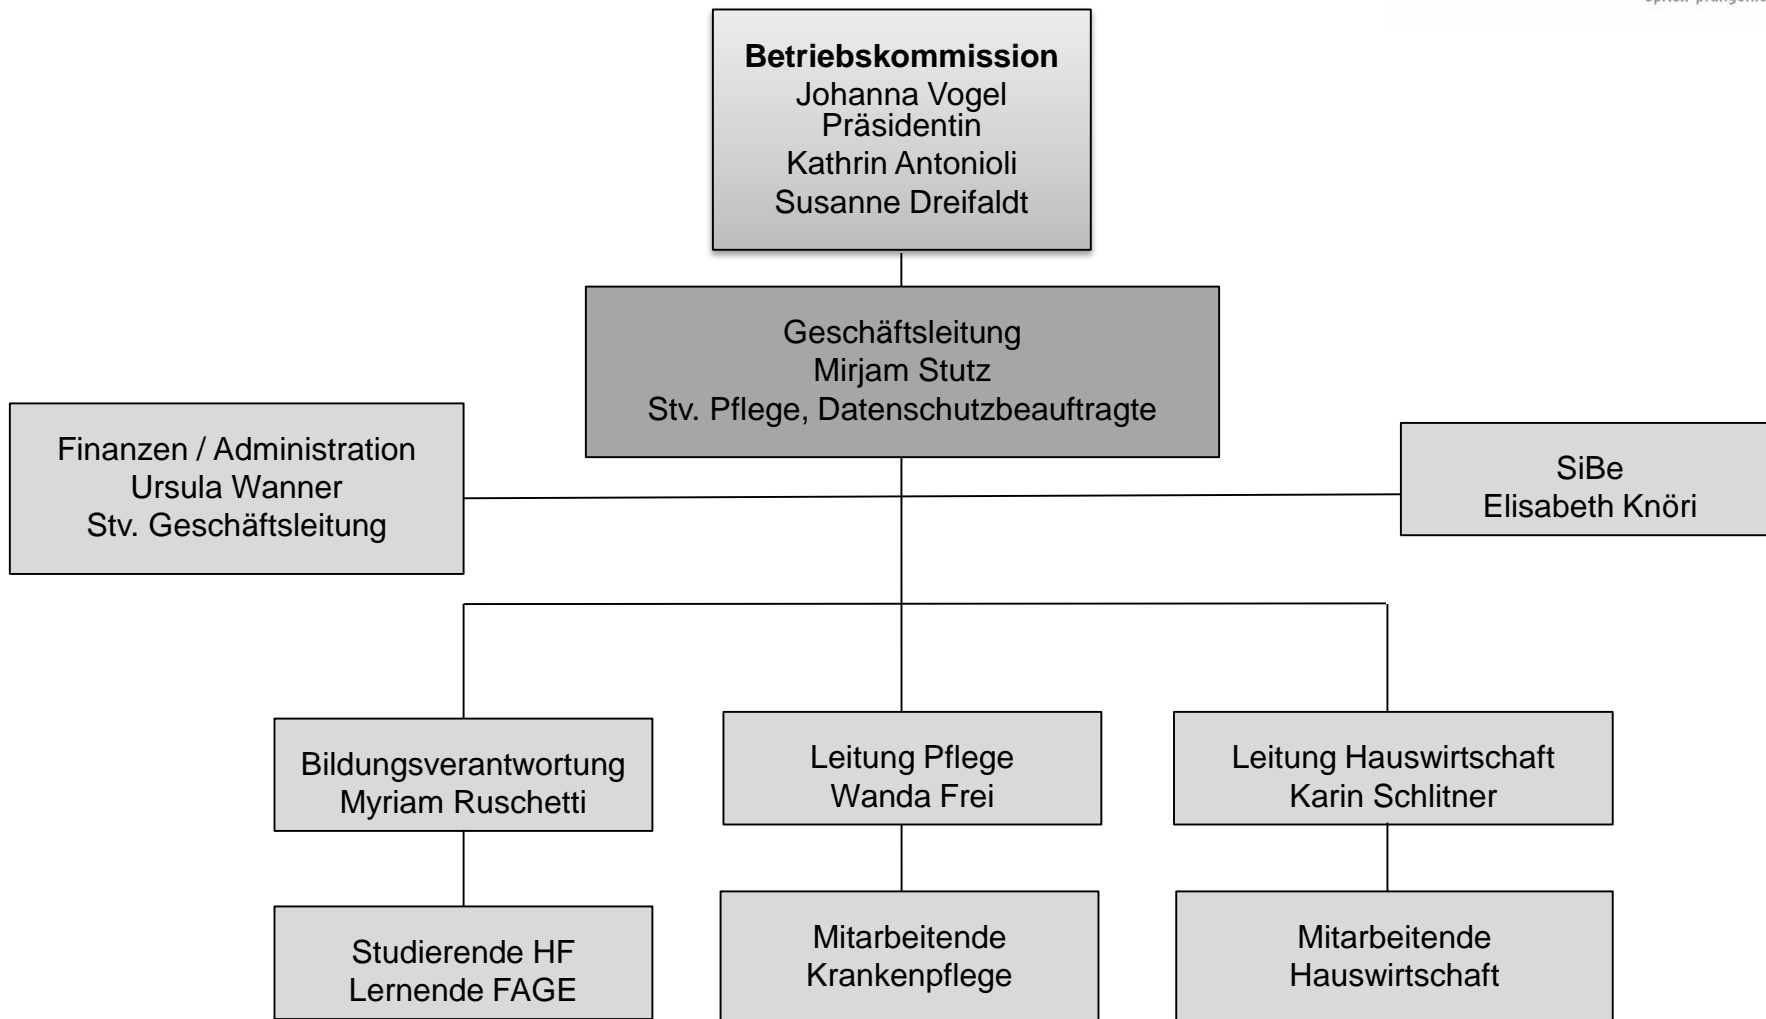 Betriebskommission
Johanna Vogel
Präsidentin
Kathrin Antonioli
Susanne Dreifaldt
Geschäftsleitung
Mirjam Stutz
Stv. Pflege, Datenschutzbeauftragte
Finanzen / Administration
Ursula Wanner
Stv. Geschäftsleitung
SiBe
Elisabeth Knöri
Bildungsverantwortung
Myriam Ruschetti
Leitung Pflege
Wanda Frei
Leitung Hauswirtschaft
Karin Schlitner
Studierende HF
Lernende FAGE
Mitarbeitende
Krankenpflege
Mitarbeitende
Hauswirtschaft